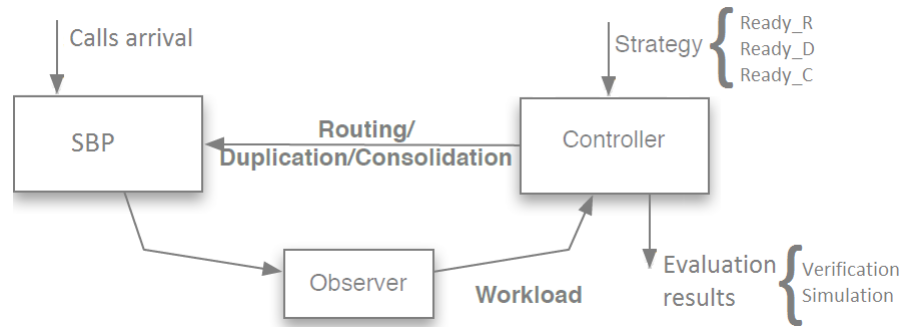 Calls arrival
Strategy
Ready_R
Ready_D
Ready_C
SBP
Routing/
Duplication/Consolidation
Controller
Observer
Workload
Evaluation
results
Verification
Simulation